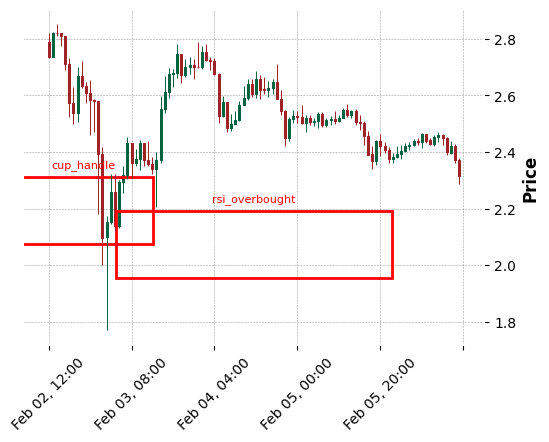 2.8
2.6
2.4
cup_handle
2.2
rsi_overbought
2.0
1.8
Price
Feb 02, 12:00
Feb 03, 08:00
Feb 04, 04:00
Feb 05, 00:00
Feb 05, 20:00